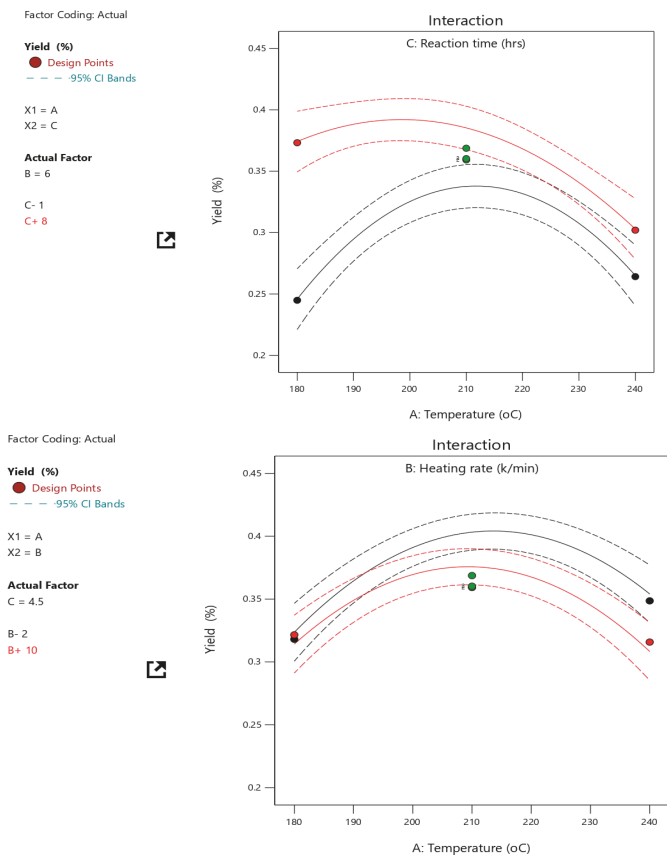 Factor Coding: Actual
Yield (%)
Design Points
95% CI Bands
X1 = A
X2 = C
Actual Factor
B = 6
C- 1
C+ 8
Interaction
C: Reaction time (hrs)
0.45
0.4
0.35
0.3
0.25
0.2
Yield (%)
180
190
200
210
220
230
240
A: Temperature (oC)
Factor Coding: Actual
Yield (%)
Design Points
95% CI Bands
X1 = A
X2 = B
Actual Factor
C = 4.5
B- 2
B+ 10
Interaction
B: Heating rate (k/min)
0.45
0.4
0.35
0.3
0.25
0.2
Yield (%)
180
190
200
210
220
230
240
A: Temperature (oC)